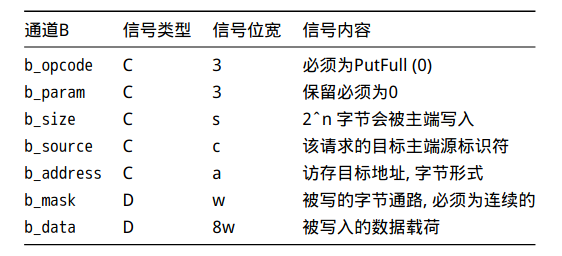 通道B 信号类型 信号位宽 信号内容
b_opcode C 3 必须为PutFull (0)
b_param C 3 保留必须为0
b_size C s 2^n 字节会被主端写入
b_source C c 该请求的目标主端源标识符
b_address C a 访存目标地址, 字节形式
b_mask D w 被写的字节通路, 必须为连续的
b_data D 8w 被写入的数据载荷